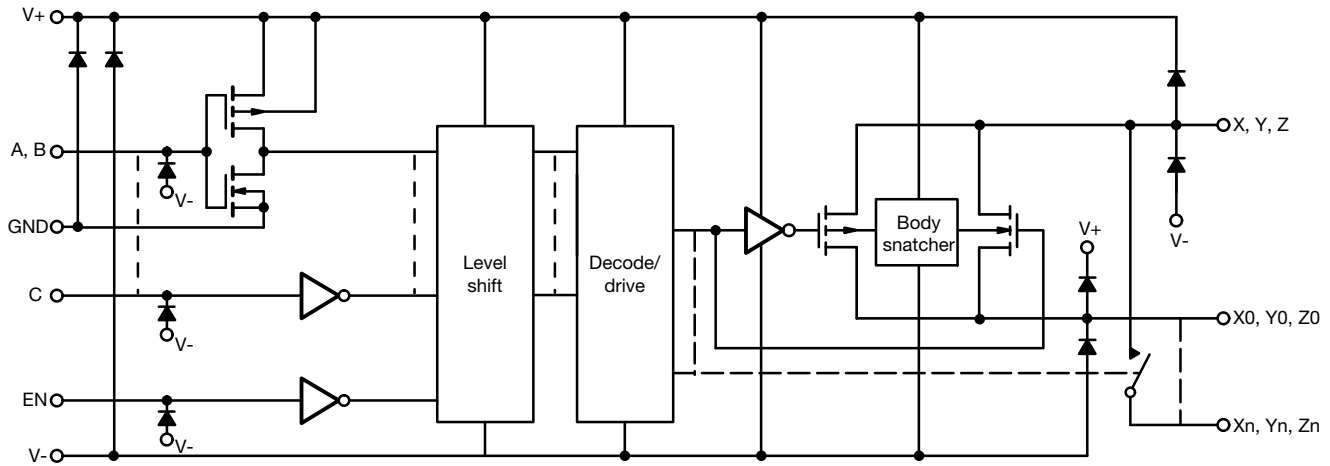 V+
A, B
V-
GND
C
V-
EN
V-
V-
Level
shift
Decode/
drive
Body
snatcher
V+
X, Y, Z
V-
X0, Y0, Z0
Xn, Yn, Zn